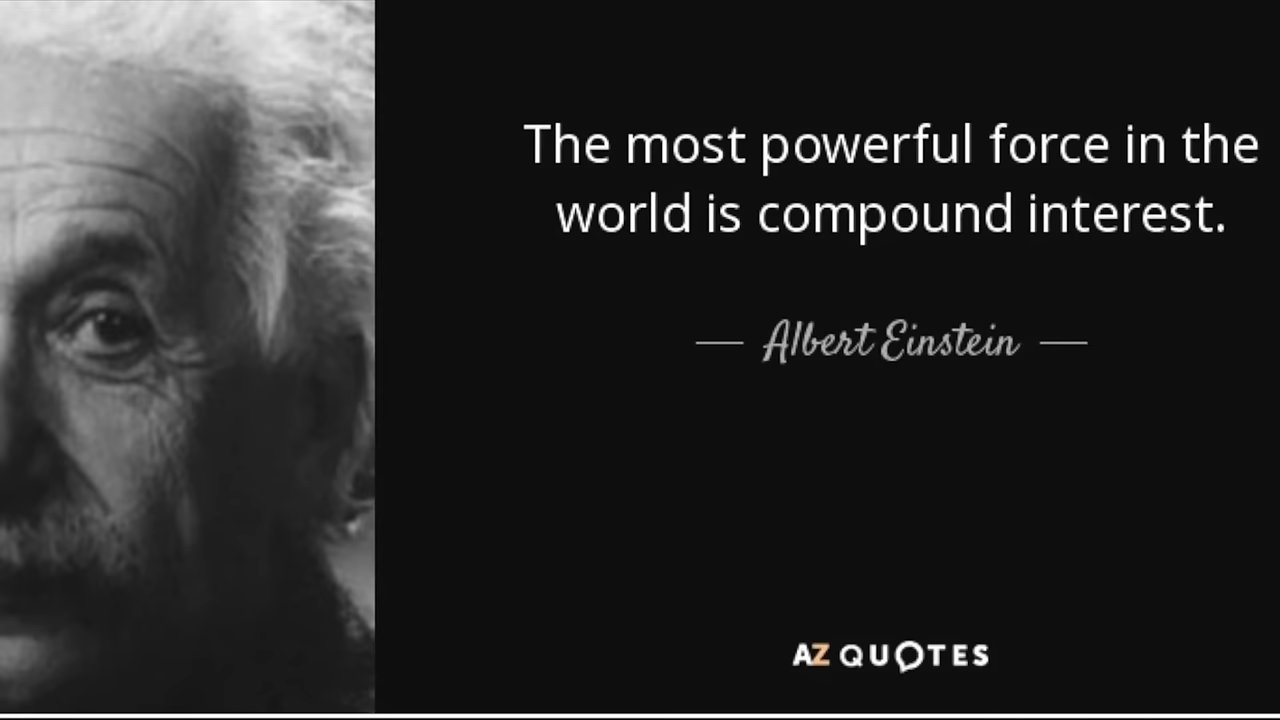 The most powerful force in the
world is compound interest.
— Albert Einstein —
AZ QUOTES